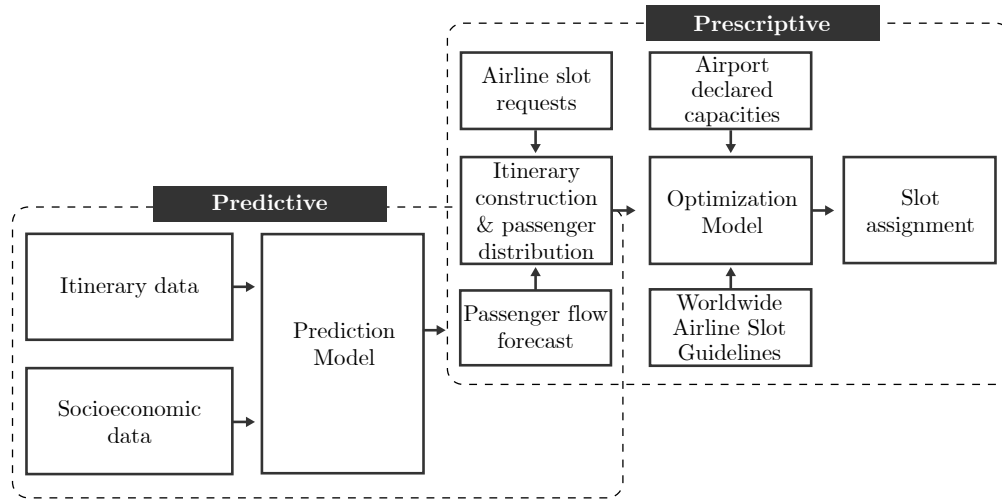 Prescriptive
Airline slot
requests
Airport
declared
capacities
Itinerary
construction
& passenger
distribution
Optimization
Model
Slot
assignment
Predictive
Itinerary data
Prediction
Model
Passenger flow
forecast
Worldwide
Airline Slot
Guidelines
Socioeconomic
data